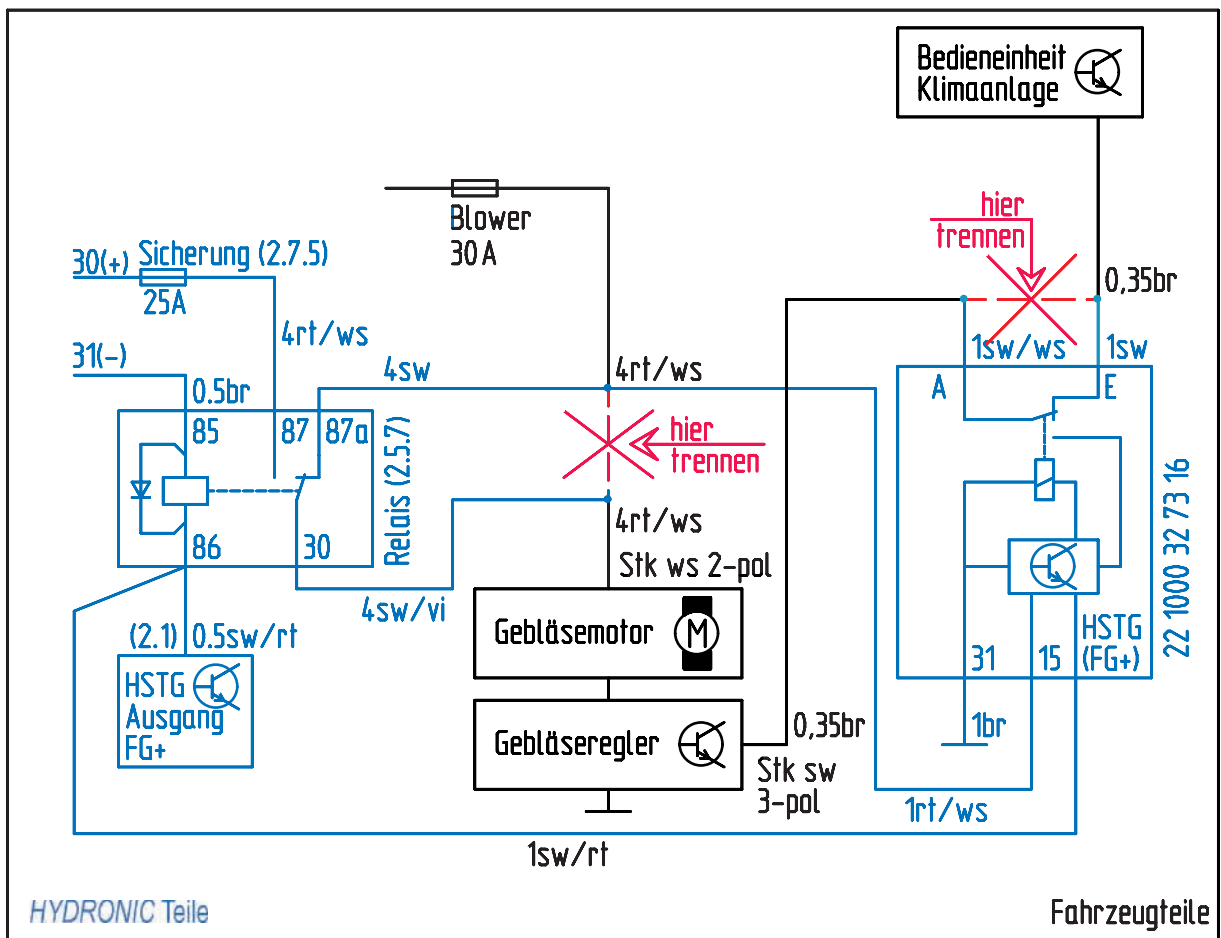 Bedieneinheit
Klimaanlage
Blower
30 A
hier
trennen
0,35br
30(+)
Sicherung (2.7.5)
25A
4rt/ws
31(-)
0.5br
4sw
4rt/ws
1sw/ws
1sw
A
E
85
87
87a
Relais (2.5.7)
hier
trennen
86
30
4rt/ws
Stk ws 2-pol
4sw/vi
22 1000 32 73 16
(2.1)
0.5sw/rt
HSTG
Ausgang
FG+
Gebläsemotor
M
HSTG
(FG+)
31
15
Gebläseregler
0,35br
Stk sw
3-pol
1br
1rt/ws
1sw/rt
HYDRONIC Teile
Fahrzeugteile